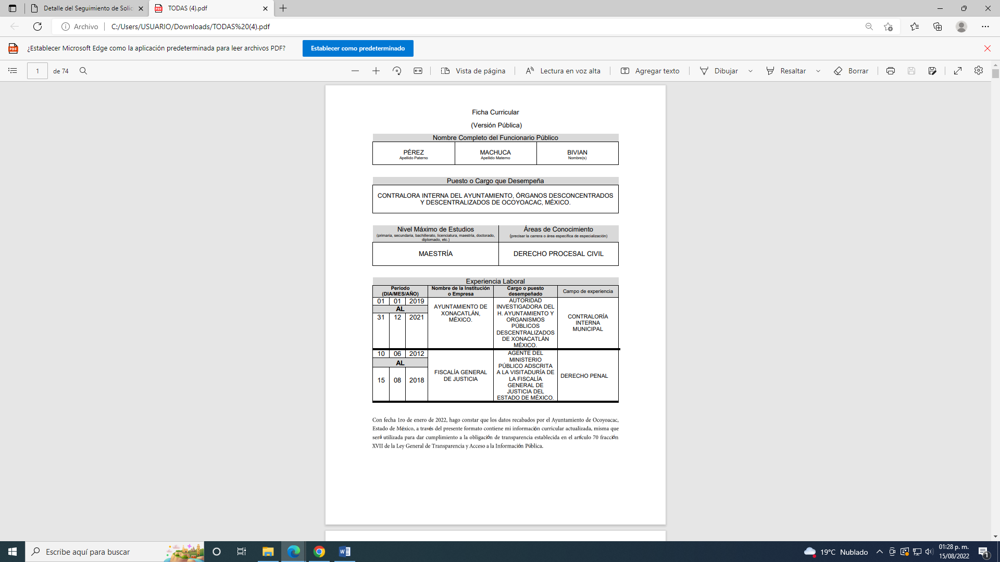 Detalle del Seguimiento de Solic
TODAS (4).pdf
Archivo
C:/Users/USUARIO/Downloads/TODAS%20(4).pdf
¿Establecer Microsoft Edge como la aplicación predeterminada para leer archivos PDF?
Establecer como predeterminado
1 de 74
Vista de página
Lectura en voz alta
Agregar texto
Dibujar
Resaltar
Borrar
Ficha Curricular
(Versión Pública)
Nombre Completo del Funcionario Público
PÉREZ MACHUCA BIVIAN
Apellido Paterno Apellido Materno Nombre(s)
Puesto o Cargo que Desempeña
CONTRALORA INTERNA DEL AYUNTAMIENTO, ÓRGANOS DESCONCENTRADOS
Y DESCENTRALIZADOS DE OCOYOACAC, MÉXICO.
Nivel Máximo de Estudios
(primaria, secundaria, bachillerato, licenciatura, maestría, doctorado,
diplomado, etc.)
Áreas de Conocimiento
(precisar la carrera o área específica de especialización)
MAESTRÍA
DERECHO PROCESAL CIVIL
Experiencia Laboral
Periodo
(DIA/MES/AÑO)
Nombre de la Institución
o Empresa
Cargo o puesto
desempeñado
Campo de experiencia
01 01 2019
AL
31 12 2021
AYUNTAMIENTO DE
XONACATLÁN,
MÉXICO.
AUTORIDAD
INVESTIGADORA DEL
H. AYUNTAMIENTO Y
ORGANISMOS
PÚBLICOS
DESCENTRALIZADOS
DE XONACATLÁN
MÉXICO.
CONTRALORÍA
INTERNA
MUNICIPAL
10 06 2012
AL
15 08 2018
FISCALÍA GENERAL
DE JUSTICIA
AGENTE DEL
MINISTERIO
PÚBLICO ADSCRITA
A LA VISITADURÍA DE
LA FISCALÍA
GENERAL DE
JUSTICIA DEL
ESTADO DE MÉXICO.
DERECHO PENAL
Con fecha 1ro de enero de 2022, hago constar que los datos recabados por el Ayuntamiento de Ocoyoacac,
Estado de México, a través del presente formato contiene mi información curricular actualizada, misma que
será utilizada para dar cumplimiento a la obligación de transparencia establecida en el artículo 70 fracción
XVII de la Ley General de Transparencia y Acceso a la Información Pública.
Escribe aquí para buscar
19°C Nublado
01:28 p. m.
15/08/2022
1